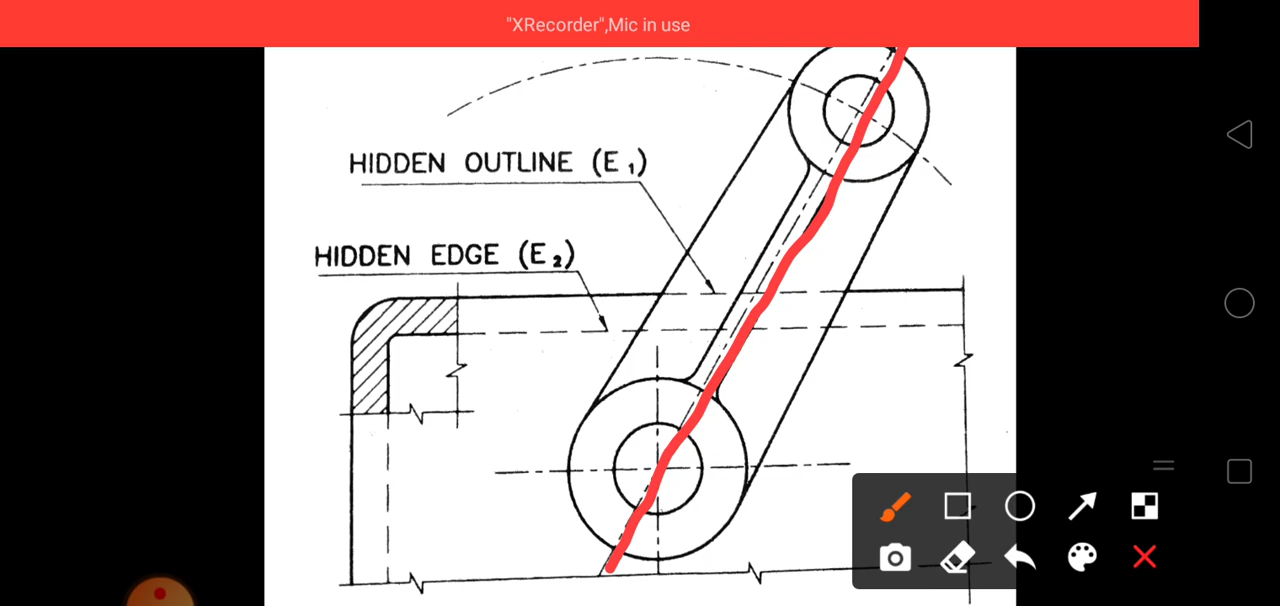 "XRecorder",Mic in use
HIDDEN OUTLINE (E₁)
HIDDEN EDGE (E₂)